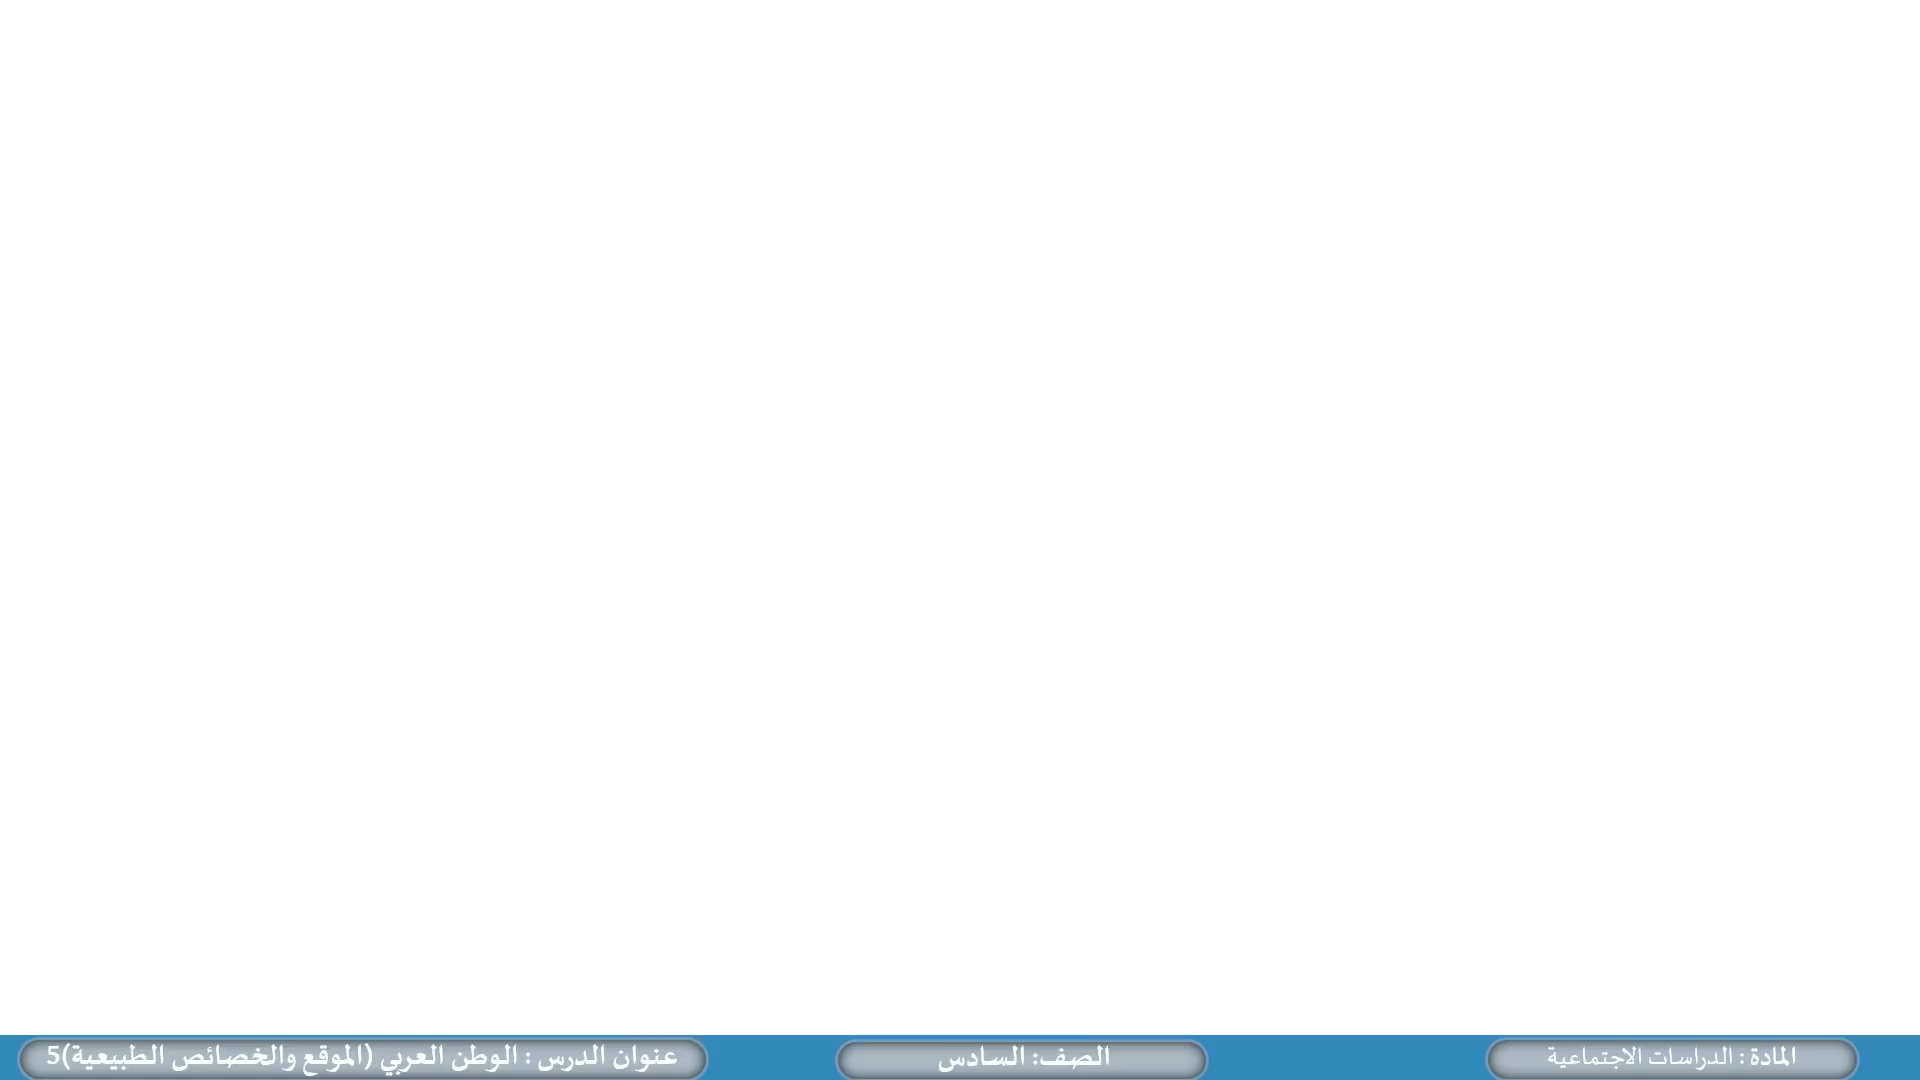 المادة : الدراسات الاجتماعية
الصف: السادس
عنوان الدرس : الوطن العربي (الموقع والخصائص الطبيعية)5